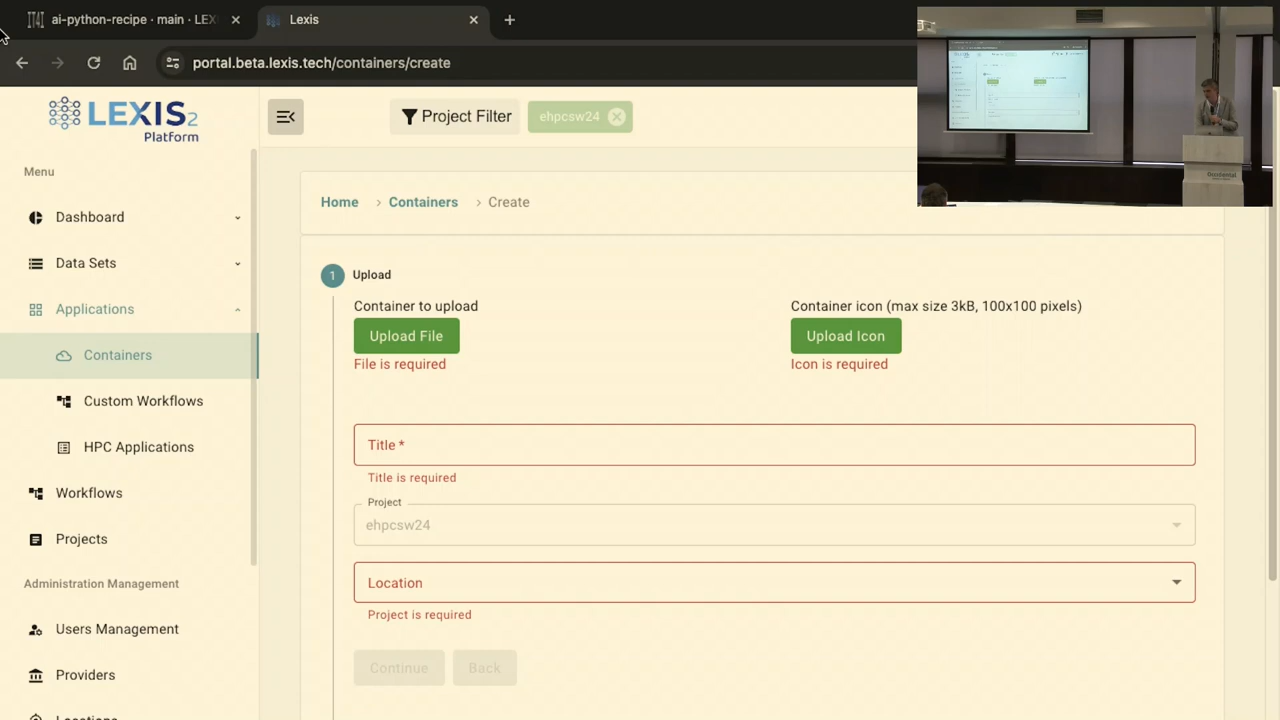 ai-python-recipe · main · LEX
Lexis
portal.beta.lexis.tech/containers/create
LEXIS2
Platform
Project Filter
ehpcsw24
Menu
Dashboard
Data Sets
Applications
Containers
Custom Workflows
HPC Applications
Workflows
Projects
Administration Management
Users Management
Providers
Locations
Home > Containers > Create
1 Upload
Container to upload
Upload File
File is required
Container icon (max size 3kB, 100x100 pixels)
Upload Icon
Icon is required
Title *
Title is required
Project
ehpcsw24
Location
Project is required
Continue
Back
Occidental